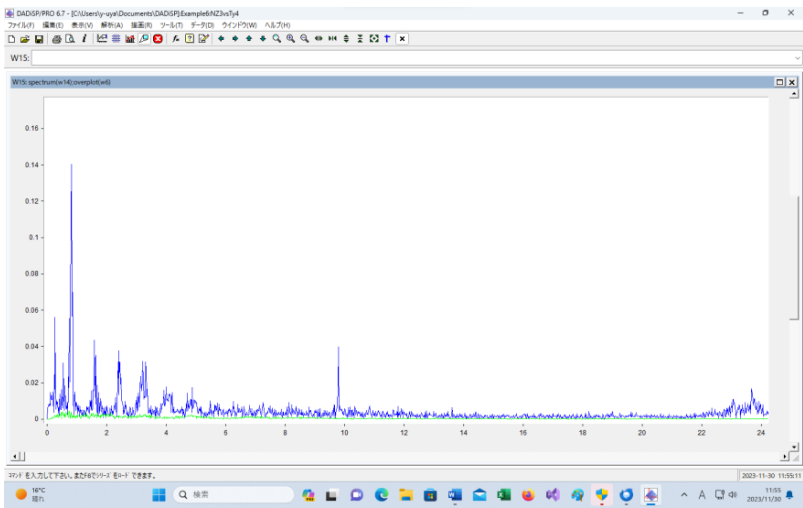 DADiSP/PRO 6.7 - [C:\Users\y-uya\Documents\DADiSP]:Example6:NZ3vsTy4
ファイル(F) 編集(E) 表示(V) 解析(A) 描画(R) ツール(T) データ(D) ウインドウ(W) ヘルプ(H)
W15:
W15: spectrum(w14);overplot(w6)
0.16
0.14
0.12
0.1
0.08
0.06
0.04
0.02
0
0 2 4 6 8 10 12 14 16 18 20 22 24
コマンド を入力して下さい。またF8でシリーズ をロード できます。
2023-11-30 11:55:11
16°C
晴れ
検索
A
11:55
2023/11/30